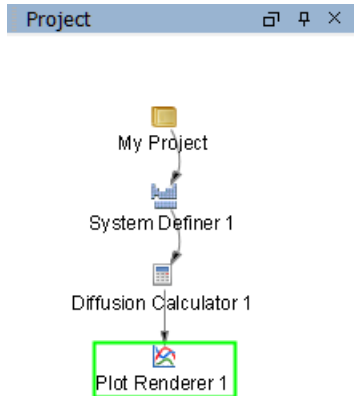 Project
My Project
System Definer 1
Diffusion Calculator 1
Plot Renderer 1